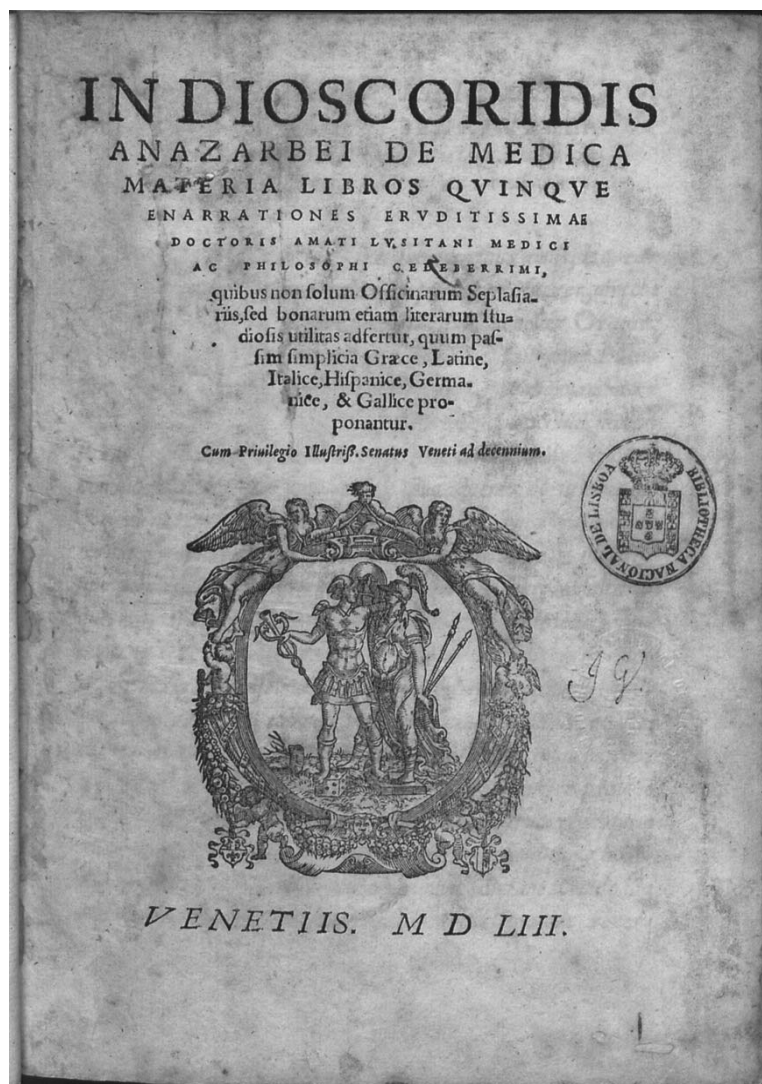 IN DIOSCORIDIS
ANAZARBEI DE MEDICA
MATERIA LIBROS QVINQVE
ENARRATIONES ERVDITISSIMAE
DOCTORIS AMATI LVSITANI MEDICI
AC PHILOSOPHI CELEBERRIMI,
quibus non solum Officinarum Seplasia-
riis, sed bonarum etiam literarum stu-
diosis utilitas adfertur, quum pas-
sim simplicia Græce, Latine,
Italice, Hispanice, Germa-
nice, & Gallice pro-
ponantur.
Cum Priuilegio Illustriss. Senatus Veneti ad decennium.
BIBLIOTHECA NACIONAL DE LISBOA
VENETIIS. M D LIII.